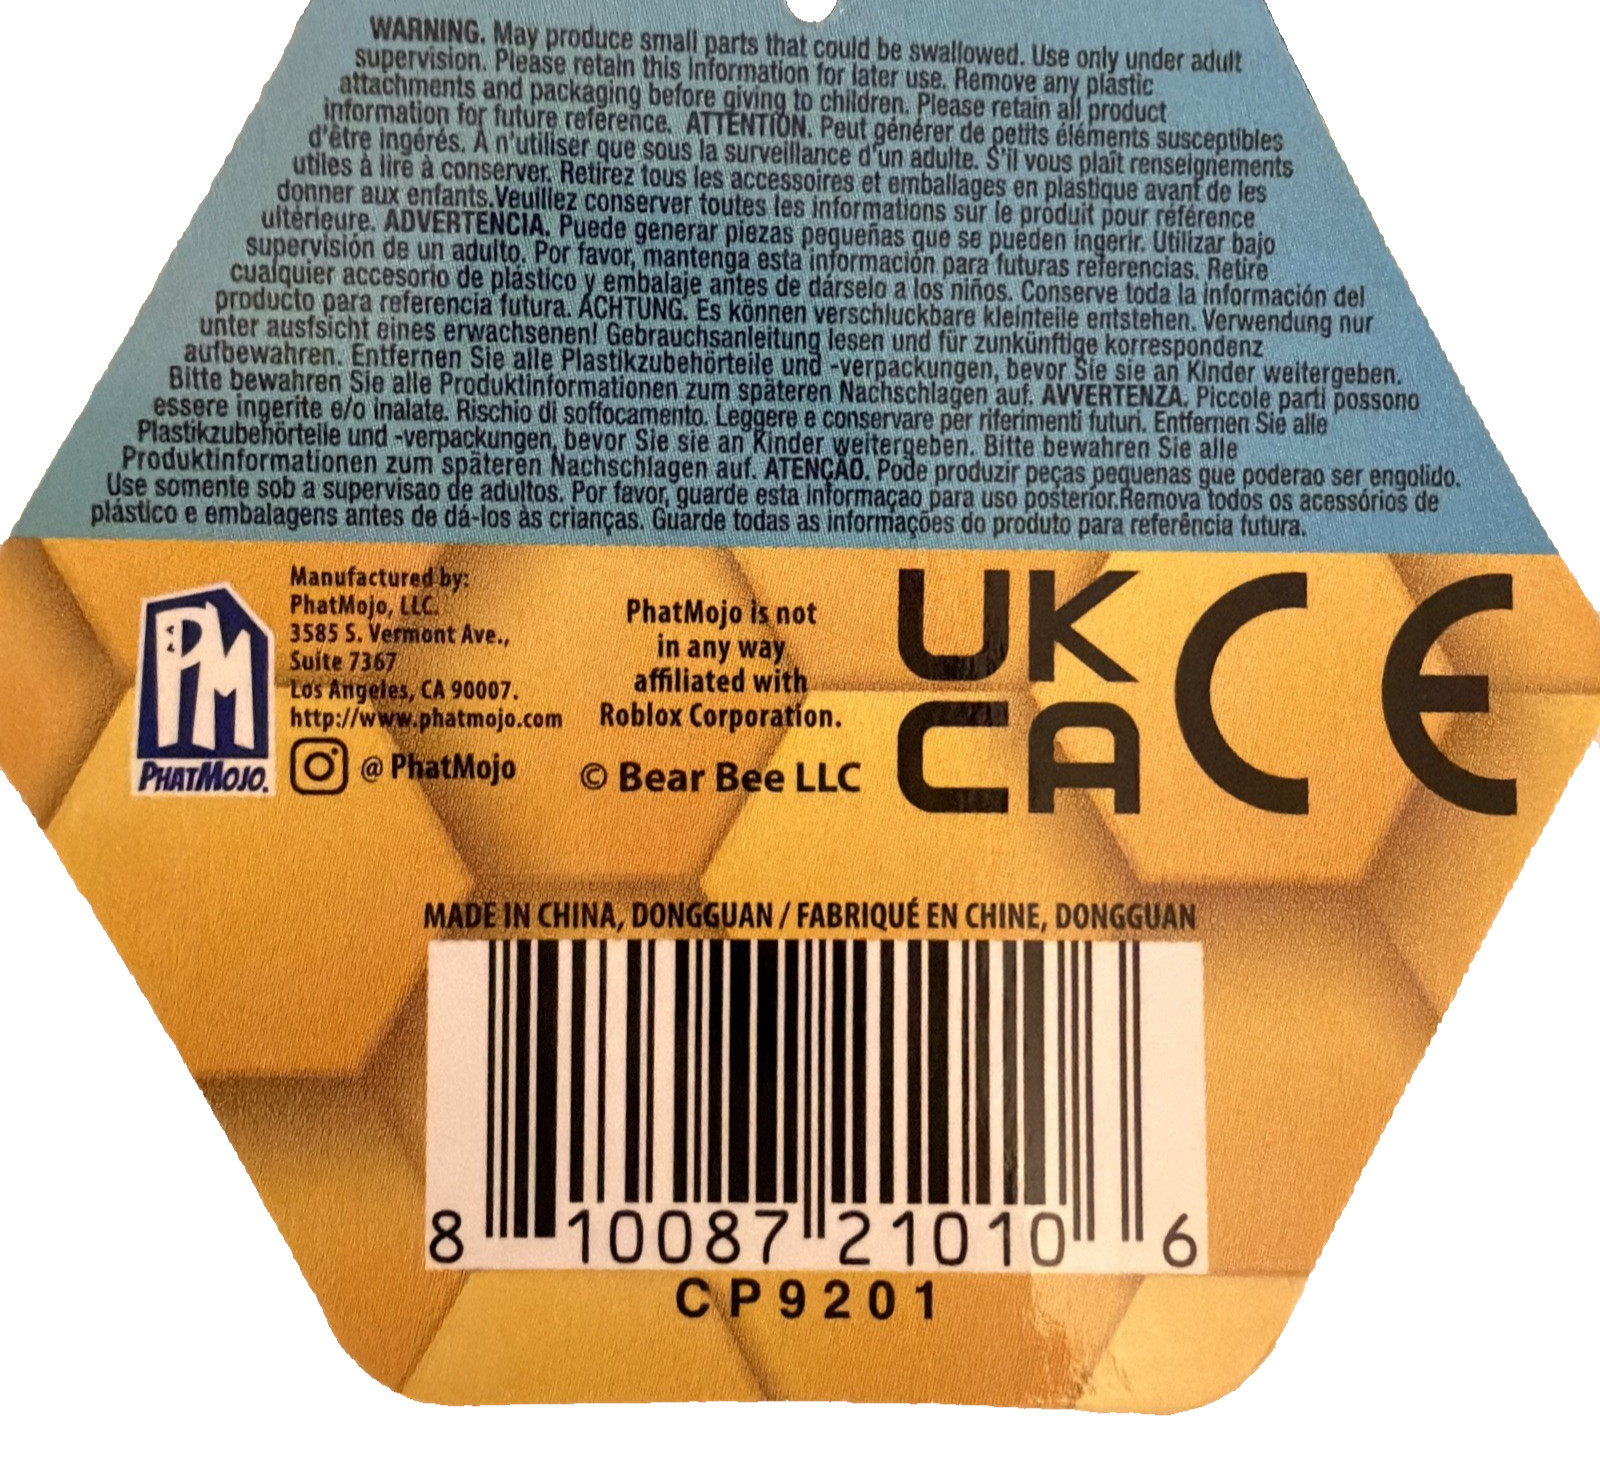 WARNING. May produce small parts that could be swallowed. Use only under adult
supervision. Please retain this information for later use. Remove any plastic
attachments and packaging before giving to children. Please retain all product
information for future reference. ATTENTION. Peut générer de petits éléments susceptibles
d'être ingérés. À n'utiliser que sous la surveillance d'un adulte. S'il vous plaît renseignements
utiles à lire à conserver. Retirez tous les accessoires et emballages en plastique avant de les
donner aux enfants.Veuillez conserver toutes les informations sur le produit pour référence
ultérieure. ADVERTENCIA. Puede generar piezas pequeñas que se pueden ingerir. Utilizar bajo
supervisión de un adulto. Por favor, mantenga esta información para futuras referencias. Retire
cualquier accesorio de plástico y embalaje antes de dárselo a los niños. Conserve toda la información del
producto para referencia futura. ACHTUNG. Es können verschluckbare kleinteile entstehen. Verwendung nur
unter ausfsicht eines erwachsenen! Gebrauchsanleitung lesen und für zunkünftige korrespondenz
aufbewahren. Entfernen Sie alle Plastikzubehörteile und -verpackungen, bevor Sie sie an Kinder weitergeben.
Bitte bewahren Sie alle Produktinformationen zum späteren Nachschlagen auf. AVVERTENZA. Piccole parti possono
essere ingerite e/o inalate. Rischio di soffocamento. Leggere e conservare per riferimenti futuri. Entfernen Sie alle
Plastikzubehörteile und -verpackungen, bevor Sie sie an Kinder weitergeben. Bitte bewahren Sie alle
Produktinformationen zum späteren Nachschlagen auf. ATENÇÃO. Pode produzir peças pequenas que poderao ser engolido.
Use somente sob a supervisao de adultos. Por favor, guarde esta informaçao para uso posterior.Remova todos os acessórios de
plástico e embalagens antes de dá-los às crianças. Guarde todas as informações do produto para referência futura.
PM
PHATMOJO.
Manufactured by:
PhatMojo, LLC.
3585 S. Vermont Ave.,
Suite 7367
Los Angeles, CA 90007.
http://www.phatmojo.com
@ PhatMojo
PhatMojo is not
in any way
affiliated with
Roblox Corporation.
© Bear Bee LLC
UK
CA
CE
MADE IN CHINA, DONGGUAN / FABRIQUÉ EN CHINE, DONGGUAN
8 10087 21010 6
CP9201